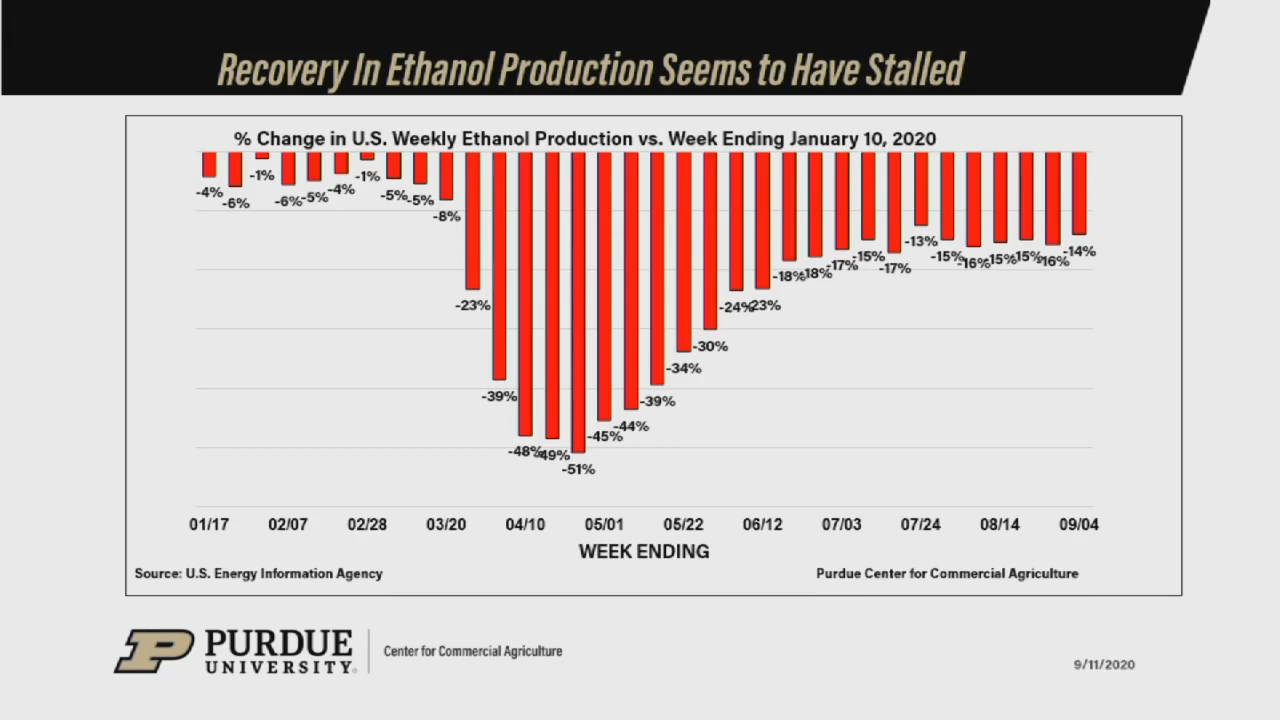 Recovery In Ethanol Production Seems to Have Stalled
% Change in U.S. Weekly Ethanol Production vs. Week Ending January 10, 2020
-4% -6% -1% -6% -5% -4% -1% -5% -5% -8% -23% -39% -48% -49% -51% -45% -44% -39% -34% -30% -24% -23% -18% -18% -17% -15% -17% -13% -15% -16% -15% -15% -16% -14%
01/17 02/07 02/28 03/20 04/10 05/01 05/22 06/12 07/03 07/24 08/14 09/04
WEEK ENDING
Source: U.S. Energy Information Agency Purdue Center for Commercial Agriculture
PURDUE
UNIVERSITY
Center for Commercial Agriculture
9/11/2020